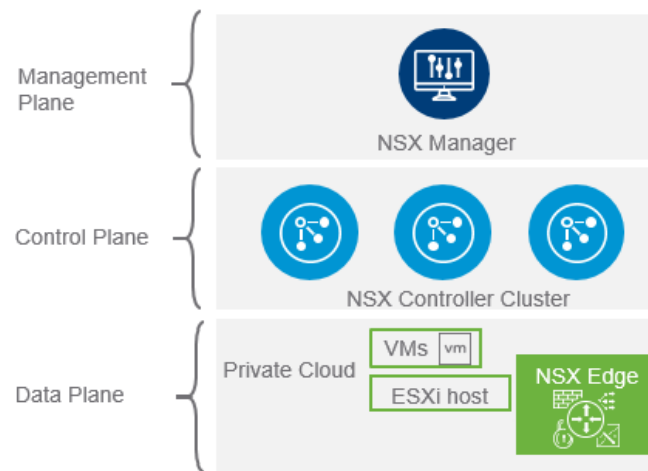 Management
Plane
NSX Manager
Control Plane
NSX Controller Cluster
Data Plane
Private Cloud
VMs vm
ESXi host
NSX Edge